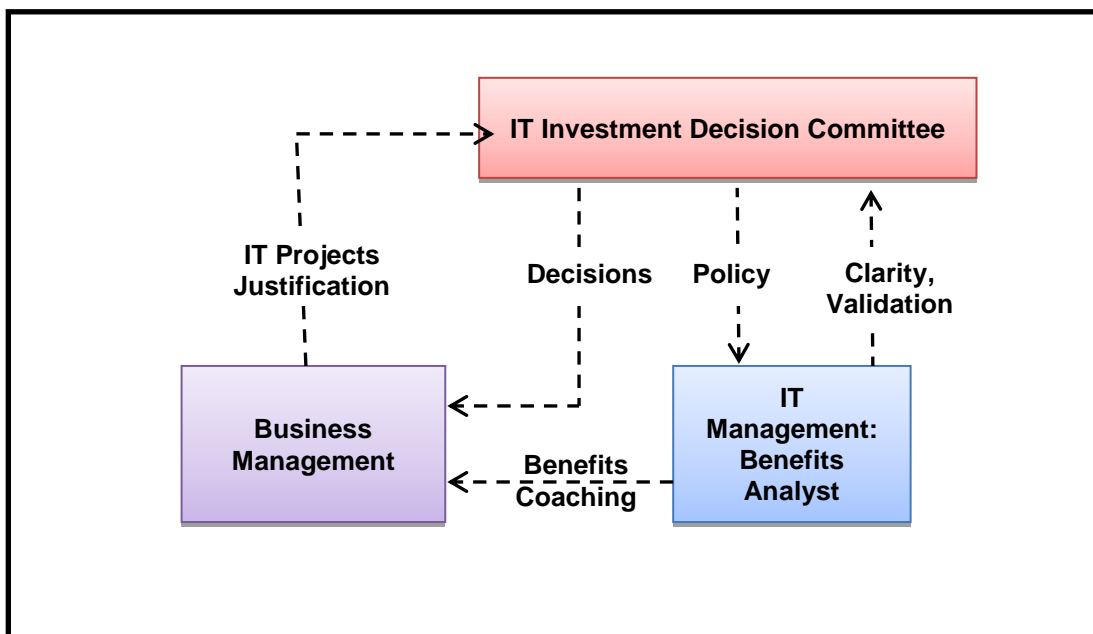 IT Investment Decision Committee
IT Projects
Justification
Decisions
Policy
Clarity,
Validation
Business
Management
Benefits
Coaching
IT
Management:
Benefits
Analyst